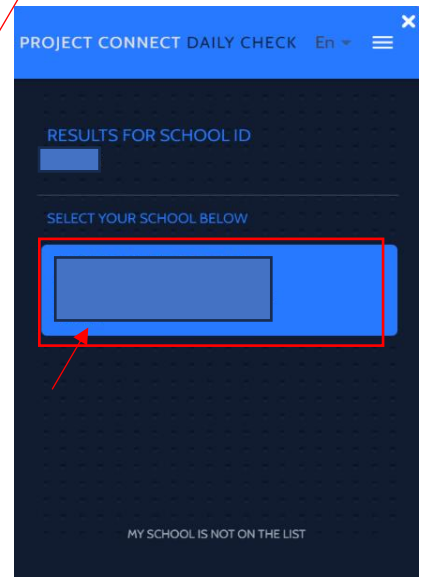 PROJECT CONNECT DAILY CHECK En
RESULTS FOR SCHOOL ID
SELECT YOUR SCHOOL BELOW
MY SCHOOL IS NOT ON THE LIST